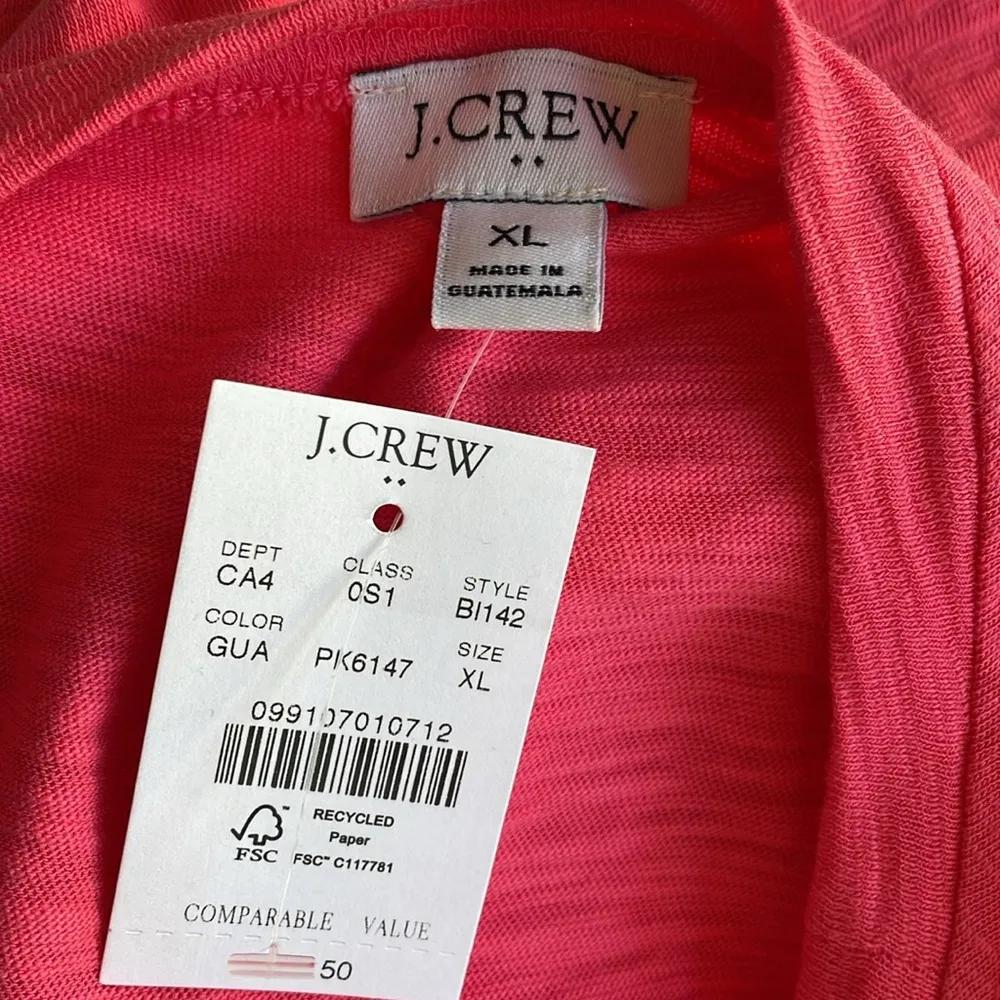 J.CREW
XL
MADE IN
GUATEMALA
J.CREW
DEPT CLASS STYLE
CA4 0S1 BI142
COLOR SIZE
GUA PK6147 XL
099107010712
FSC™ RECYCLED
Paper
FSC™ C117781
COMPARABLE VALUE
50